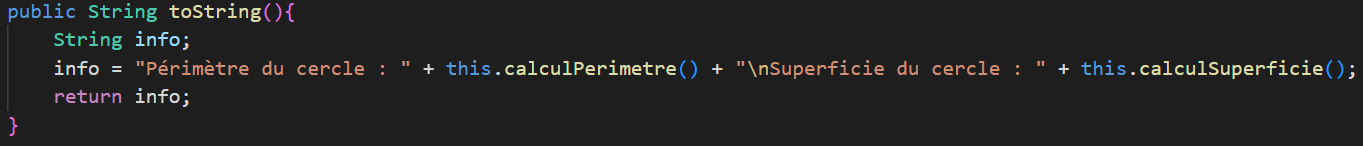 public String toString(){
    String info;
    info = "Périmètre du cercle : " + this.calculPerimetre() + "\nSuperficie du cercle : " + this.calculSuperficie();
    return info;
}